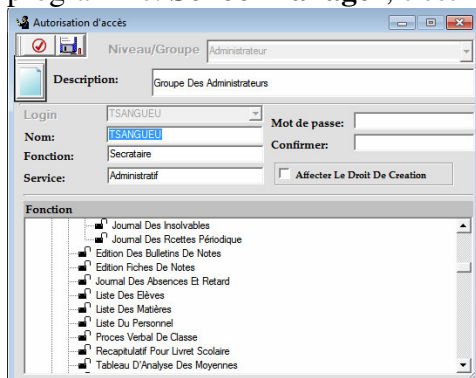 Autorisation d'accès
Niveau/Groupe Administrateur
Description: Groupe Des Administrateurs
Login TSANGUEU
Mot de passe:
Nom: TSANGUEU
Confirmer:
Fonction: Secrataire
Service: Administratif
Affecter Le Droit De Creation
Fonction
Journal Des Insolvables
Journal Des Rcettes Périodique
Edition Des Bulletins De Notes
Edition Fiches De Notes
Journal Des Absences Et Retard
Liste Des Elèves
Liste Des Matières
Liste Du Personnel
Proces Verbal De Classe
Recapitulatif Pour Livret Scolaire
Tableau D'Analyse Des Moyennes